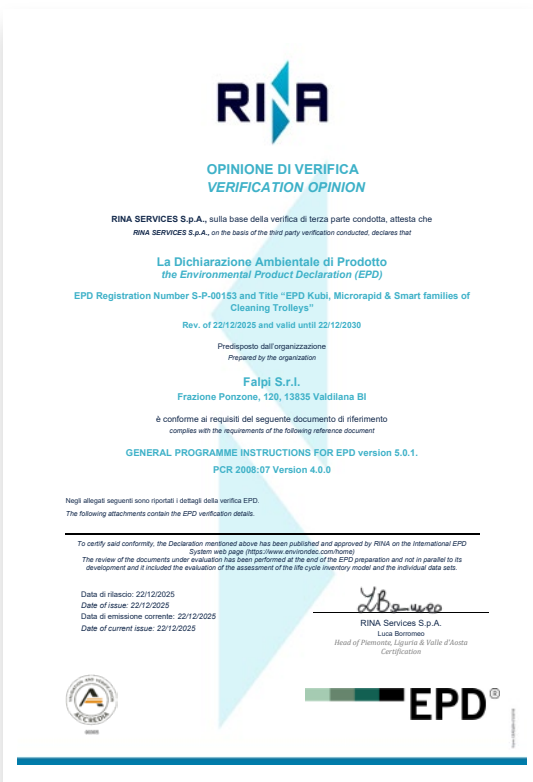 RINA
OPINIONE DI VERIFICA
VERIFICATION OPINION
RINA SERVICES S.p.A., sulla base della verifica di terza parte condotta, attesta che
RINA SERVICES S.p.A., on the basis of the third party verification conducted, declares that
La Dichiarazione Ambientale di Prodotto
the Environmental Product Declaration (EPD)
EPD Registration Number S-P-00153 and Title “EPD Kubi, Microrapid & Smart families of
Cleaning Trolleys”
Rev. of 22/12/2025 and valid until 22/12/2030
Predisposto dall’organizzazione
Prepared by the organization
Falpi S.r.l.
Frazione Ponzone, 120, 13835 Valdilana BI
è conforme ai requisiti del seguente documento di riferimento
complies with the requirements of the following reference document
GENERAL PROGRAMME INSTRUCTIONS FOR EPD version 5.0.1.
PCR 2008:07 Version 4.0.0
Negli allegati seguenti sono riportati i dettagli della verifica EPD.
The following attachments contain the EPD verification details.
To certify said conformity, the Declaration mentioned above has been published and approved by RINA on the International EPD
System web page (https://www.environdec.com/home)
The review of the documents under evaluation has been performed at the end of the EPD preparation and not in parallel to its
development and it included the evaluation of the assessment of the life cycle inventory model and the individual data sets.
Data di rilascio: 22/12/2025
Date of issue: 22/12/2025
Data di emissione corrente: 22/12/2025
Date of current issue: 22/12/2025
RINA Services S.p.A.
Luca Borromeo
Head of Piemonte, Liguria & Valle d'Aosta
Certification
ACCREDIA
EPD®